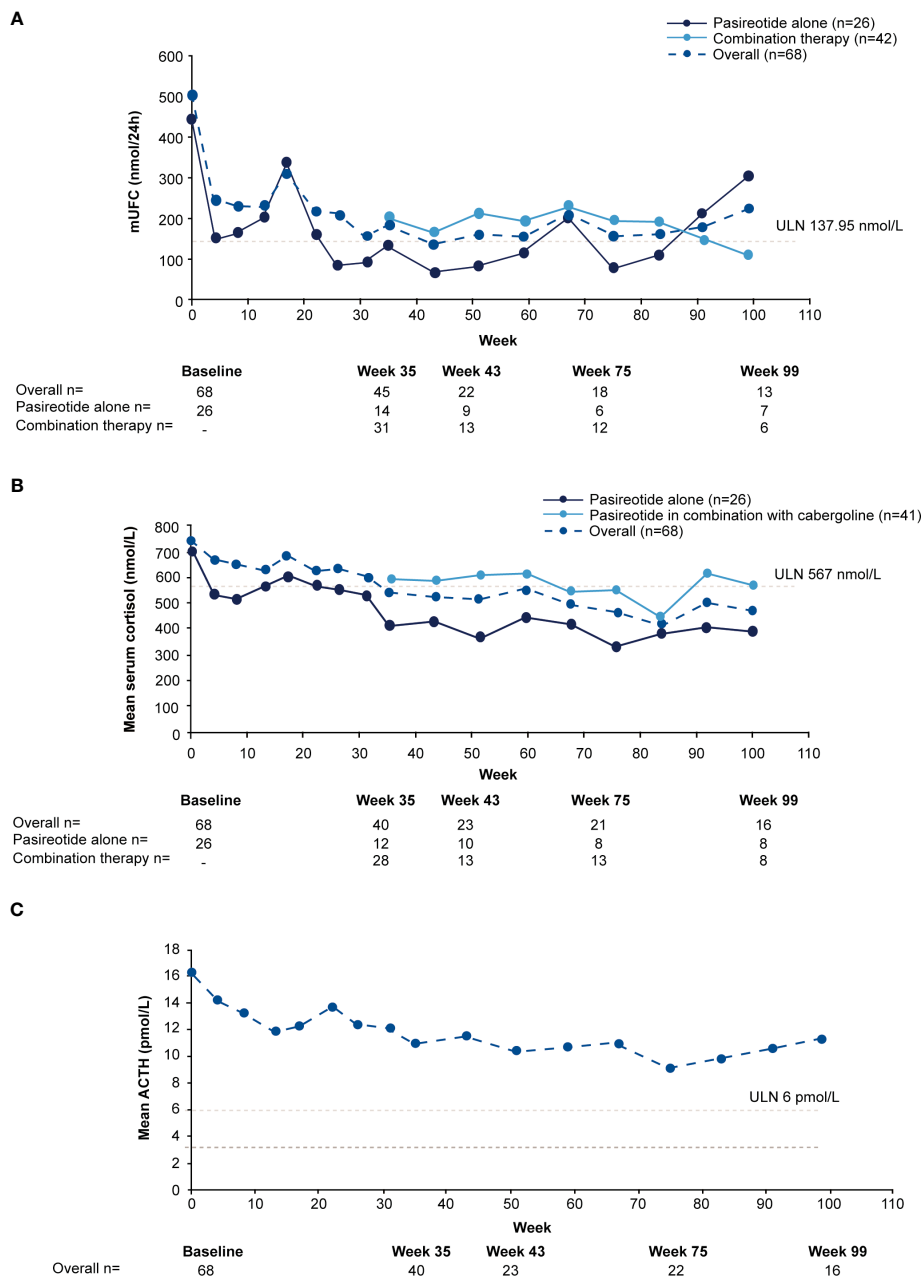 A
Pasireotide alone (n=26)
Combination therapy (n=42)
Overall (n=68)
600
500
400
300
200
100
0
mUFC (nmol/24h)
ULN 137.95 nmol/L
0 10 20 30 40 50 60 70 80 90 100 110
Week
Baseline Week 35 Week 43 Week 75 Week 99
Overall n= 68 45 22 18 13
Pasireotide alone n= 26 14 9 6 7
Combination therapy n= - 31 13 12 6
B
Pasireotide alone (n=26)
Pasireotide in combination with cabergoline (n=41)
Overall (n=68)
800
700
600
500
400
300
200
100
0
Mean serum cortisol (nmol/L)
ULN 567 nmol/L
0 10 20 30 40 50 60 70 80 90 100 110
Week
Baseline Week 35 Week 43 Week 75 Week 99
Overall n= 68 40 23 21 16
Pasireotide alone n= 26 12 10 8 8
Combination therapy n= - 28 13 13 8
C
18
16
14
12
10
8
6
4
2
0
Mean ACTH (pmol/L)
ULN 6 pmol/L
0 10 20 30 40 50 60 70 80 90 100 110
Week
Baseline Week 35 Week 43 Week 75 Week 99
Overall n= 68 40 23 22 16